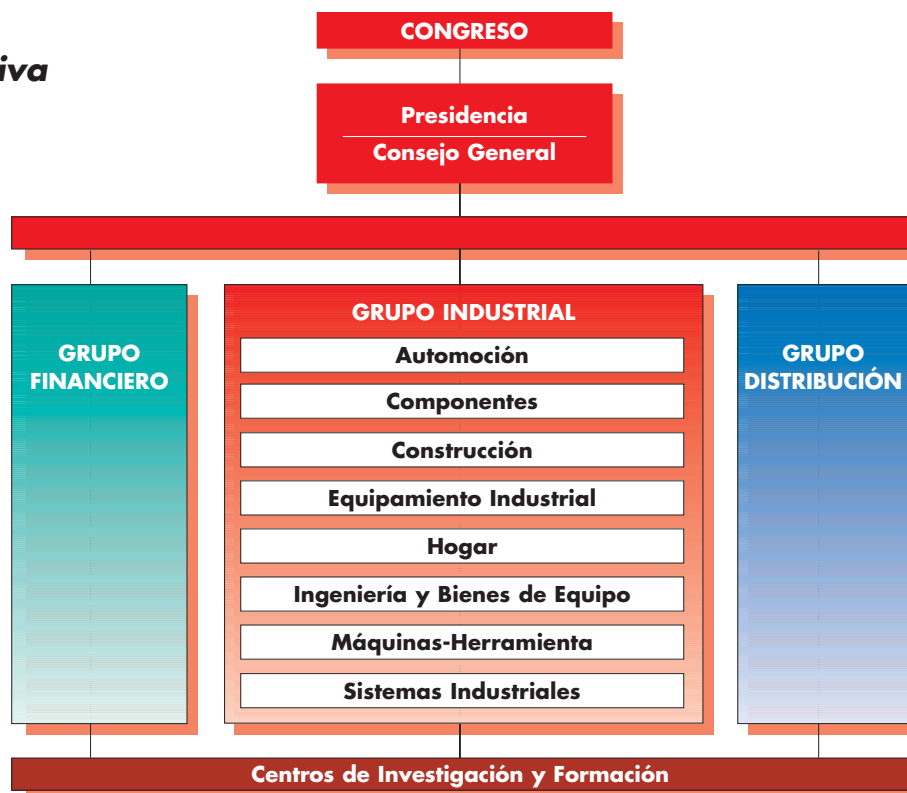 CONGRESO
Presidencia
Consejo General
GRUPO
FINANCIERO
GRUPO INDUSTRIAL
Automoción
Componentes
Construcción
Equipamiento Industrial
Hogar
Ingeniería y Bienes de Equipo
Máquinas-Herramienta
Sistemas Industriales
GRUPO
DISTRIBUCIÓN
Centros de Investigación y Formación